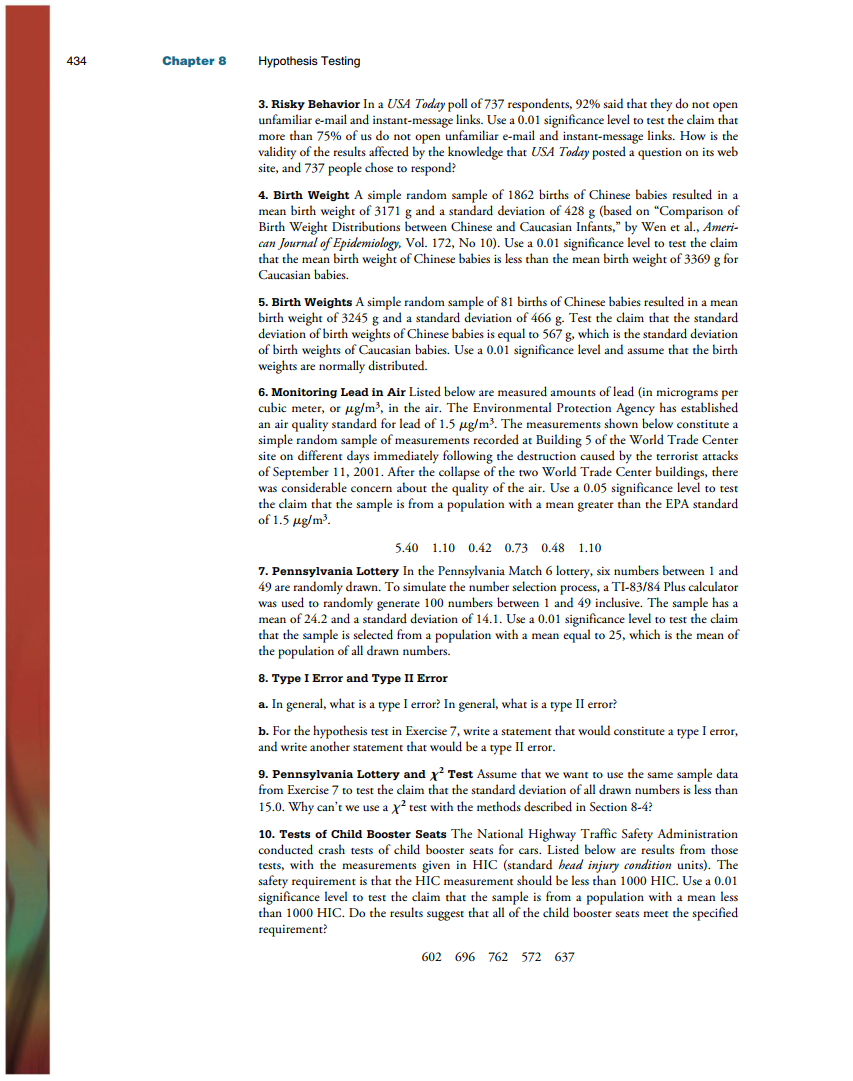 434 Chapter 8 Hypothesis Testing
3. Risky Behavior In a USA Today poll of 737 respondents, 92% said that they do not open
unfamiliar e-mail and instant-message links. Use a 0.01 significance level to test the claim that
more than 75% of us do not open unfamiliar e-mail and instant-message links. How is the
validity of the results affected by the knowledge that USA Today posted a question on its web
site, and 737 people chose to respond?
4. Birth Weight A simple random sample of 1862 births of Chinese babies resulted in a
mean birth weight of 3171 g and a standard deviation of 428 g (based on “Comparison of
Birth Weight Distributions between Chinese and Caucasian Infants,” by Wen et al., Ameri-
can Journal of Epidemiology, Vol. 172, No 10). Use a 0.01 significance level to test the claim
that the mean birth weight of Chinese babies is less than the mean birth weight of 3369 g for
Caucasian babies.
5. Birth Weights A simple random sample of 81 births of Chinese babies resulted in a mean
birth weight of 3245 g and a standard deviation of 466 g. Test the claim that the standard
deviation of birth weights of Chinese babies is equal to 567 g, which is the standard deviation
of birth weights of Caucasian babies. Use a 0.01 significance level and assume that the birth
weights are normally distributed.
6. Monitoring Lead in Air Listed below are measured amounts of lead (in micrograms per
cubic meter, or μg/m³, in the air. The Environmental Protection Agency has established
an air quality standard for lead of 1.5 μg/m³. The measurements shown below constitute a
simple random sample of measurements recorded at Building 5 of the World Trade Center
site on different days immediately following the destruction caused by the terrorist attacks
of September 11, 2001. After the collapse of the two World Trade Center buildings, there
was considerable concern about the quality of the air. Use a 0.05 significance level to test
the claim that the sample is from a population with a mean greater than the EPA standard
of 1.5 μg/m³.
5.40 1.10 0.42 0.73 0.48 1.10
7. Pennsylvania Lottery In the Pennsylvania Match 6 lottery, six numbers between 1 and
49 are randomly drawn. To simulate the number selection process, a TI-83/84 Plus calculator
was used to randomly generate 100 numbers between 1 and 49 inclusive. The sample has a
mean of 24.2 and a standard deviation of 14.1. Use a 0.01 significance level to test the claim
that the sample is selected from a population with a mean equal to 25, which is the mean of
the population of all drawn numbers.
8. Type I Error and Type II Error
a. In general, what is a type I error? In general, what is a type II error?
b. For the hypothesis test in Exercise 7, write a statement that would constitute a type I error,
and write another statement that would be a type II error.
9. Pennsylvania Lottery and χ² Test Assume that we want to use the same sample data
from Exercise 7 to test the claim that the standard deviation of all drawn numbers is less than
15.0. Why can’t we use a χ² test with the methods described in Section 8-4?
10. Tests of Child Booster Seats The National Highway Traffic Safety Administration
conducted crash tests of child booster seats for cars. Listed below are results from those
tests, with the measurements given in HIC (standard head injury condition units). The
safety requirement is that the HIC measurement should be less than 1000 HIC. Use a 0.01
significance level to test the claim that the sample is from a population with a mean less
than 1000 HIC. Do the results suggest that all of the child booster seats meet the specified
requirement?
602 696 762 572 637